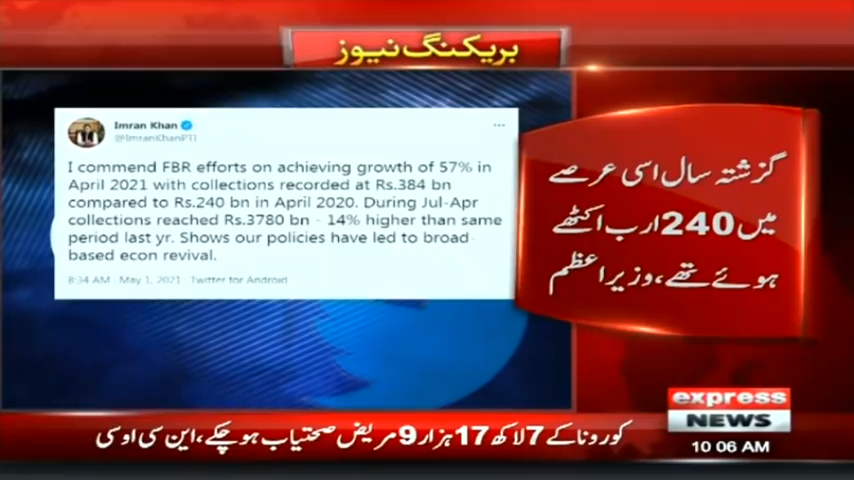 بریکنگ نیوز
Imran Khan
@ImranKhanPTI
I commend FBR efforts on achieving growth of 57% in
April 2021 with collections recorded at Rs.384 bn
compared to Rs.240 bn in April 2020. During Jul-Apr
collections reached Rs.3780 bn - 14% higher than same
period last yr. Shows our policies have led to broad-
based econ revival.
8:34 AM · May 1, 2021 · Twitter for Android
گزشتہ سال اسی عرصے
میں 240 ارب اکٹھے
ہوئے تھے، وزیراعظم
express
NEWS
10:06 AM
کورونا کے 7 لاکھ 17 ہزار 9 مریض صحتیاب ہو چکے، این سی او سی